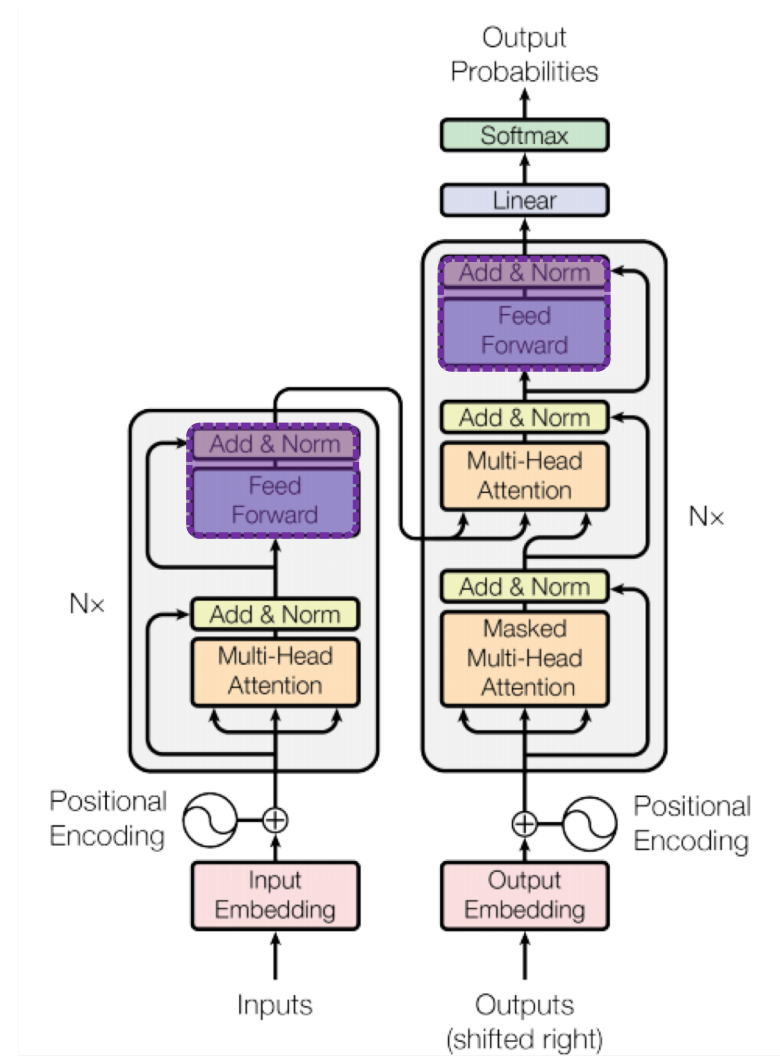 Output
Probabilities
Softmax
Linear
Add & Norm
Feed
Forward
Add & Norm
Multi-Head
Attention
Add & Norm
Masked
Multi-Head
Attention
Nx
Add & Norm
Feed
Forward
Add & Norm
Multi-Head
Attention
Nx
Positional
Encoding
Positional
Encoding
Input
Embedding
Output
Embedding
Inputs
Outputs
(shifted right)